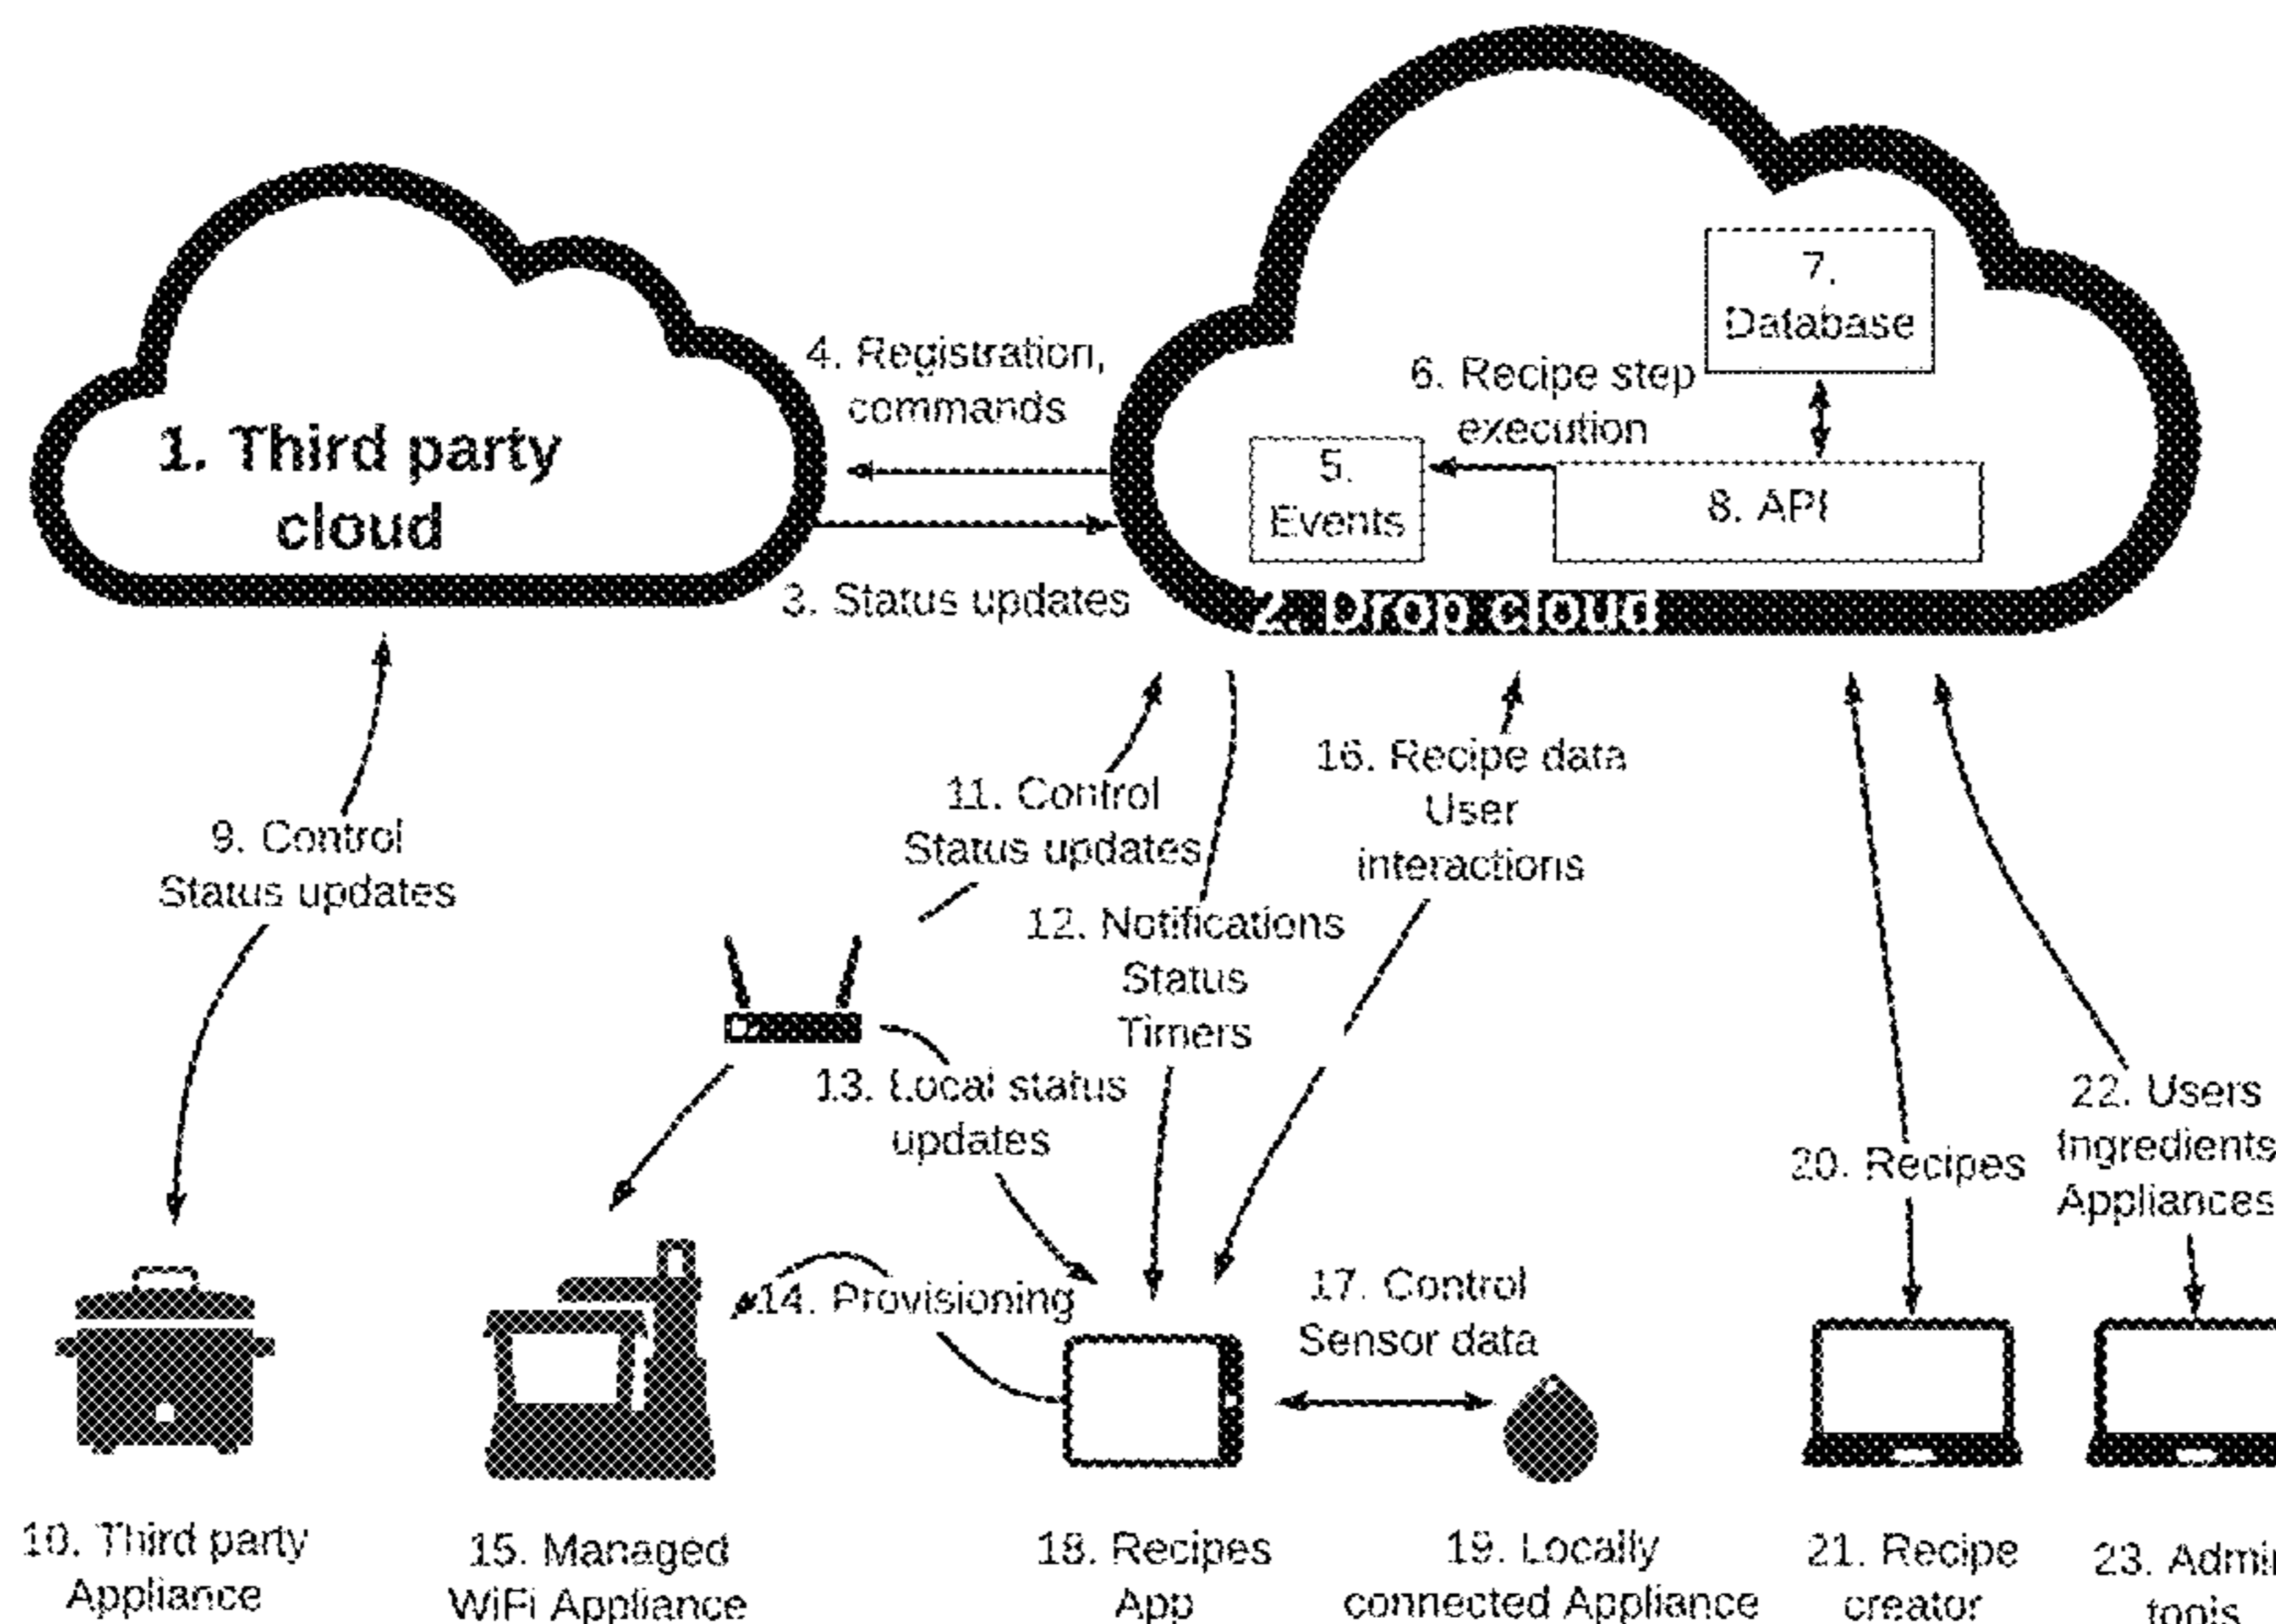 7.
Database
4. Registration,
commands
6. Recipe step
execution
1. Third party
cloud
5.
Events
8. API
3. Status updates
2. Drop cloud
16. Recipe data
User
interactions
11. Control
Status updates
9. Control
Status updates
12. Notifications
Status
Timers
13. Local status
updates
22. Users
Ingredients
Appliances
20. Recipes
14. Provisioning
17. Control
Sensor data
10. Third party
Appliance
15. Managed
WiFi Appliance
18. Recipes
App
19. Locally
connected Appliance
21. Recipe
creator
23. Admin
tools